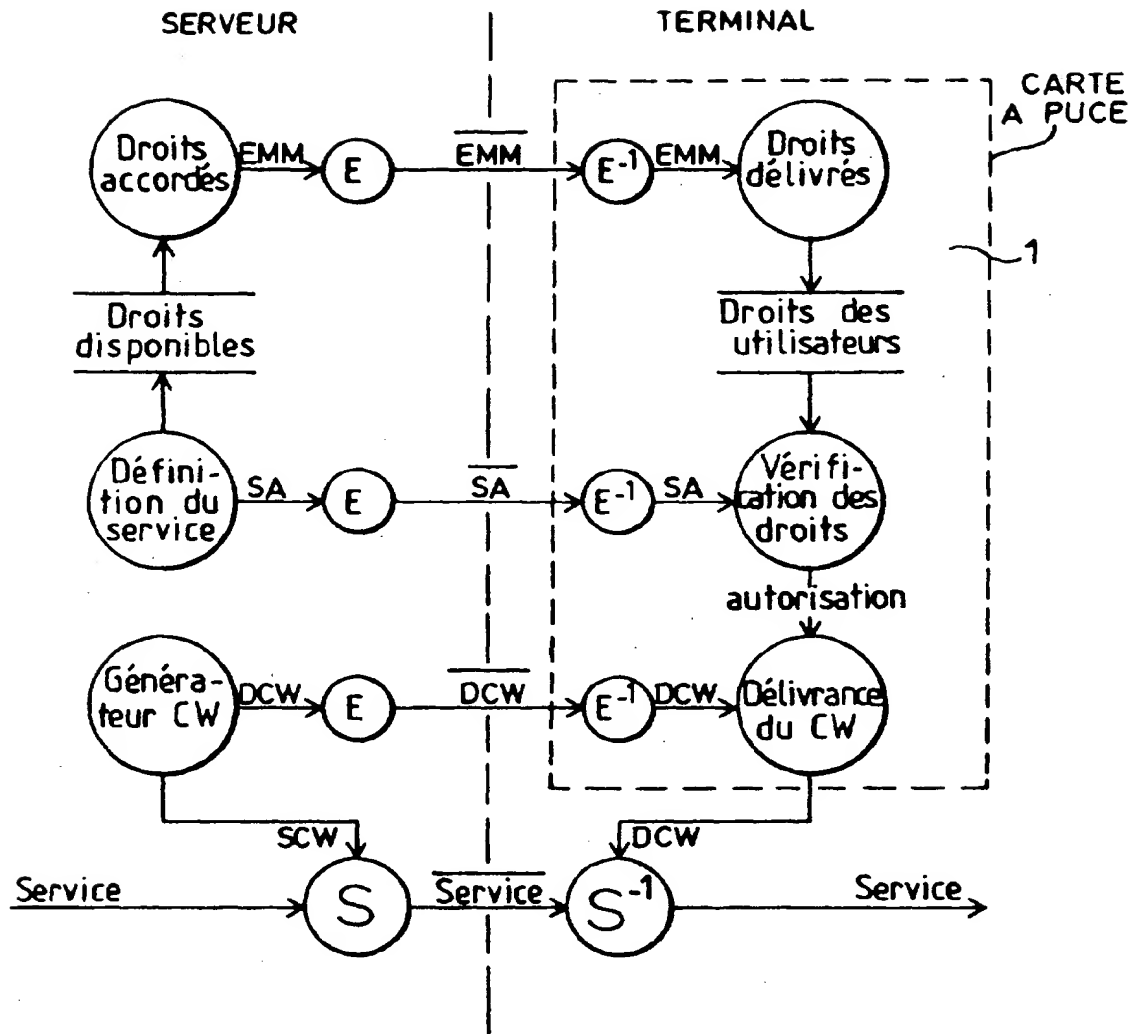 SERVEUR
TERMINAL
CARTE
A PUCE
Droits
accordés
EMM
E
EMM
E-1
EMM
Droits
délivrés
1
Droits
disponibles
Droits des
utilisateurs
Défini-
tion du
service
SA
E
SA
E-1
SA
Vérifi-
cation des
droits
autorisation
Généra-
teur CW
DCW
E
DCW
E-1
DCW
Délivrance
du CW
SCW
DCW
Service
S
Service
S-1
Service